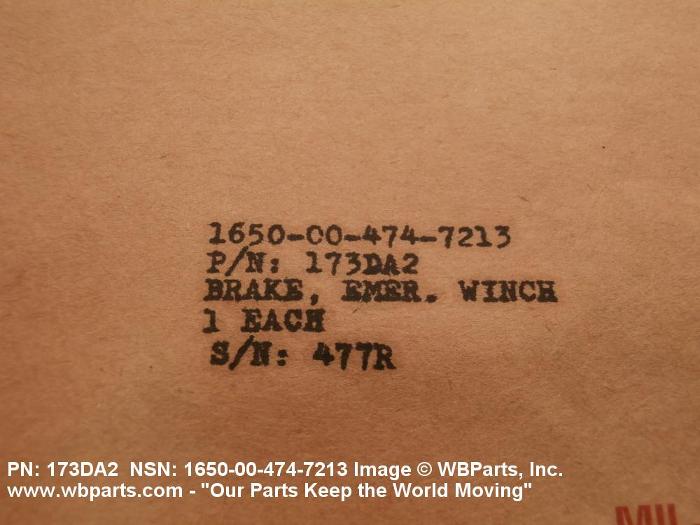 1650-00-474-7213
P/N: 173DA2
BRAKE, EMER. WINCH
1 EACH
S/N: 477R
PN: 173DA2 NSN: 1650-00-474-7213 Image © WBParts, Inc.
www.wbparts.com - "Our Parts Keep the World Moving"